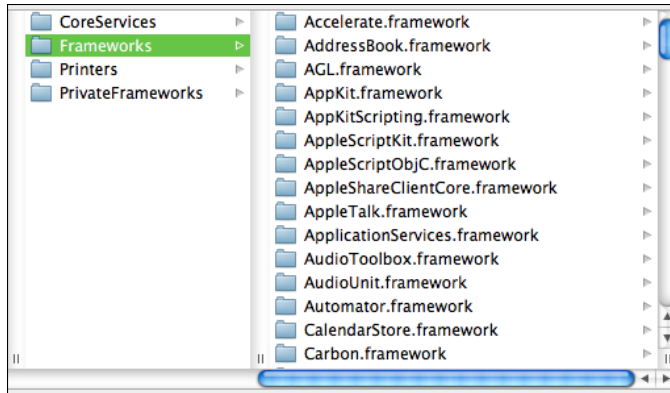 CoreServices
Frameworks
Printers
PrivateFrameworks
Accelerate.framework
AddressBook.framework
AGL.framework
AppKit.framework
AppKitScripting.framework
AppleScriptKit.framework
AppleScriptObjC.framework
AppleShareClientCore.framework
AppleTalk.framework
ApplicationServices.framework
AudioToolbox.framework
AudioUnit.framework
Automator.framework
CalendarStore.framework
Carbon.framework